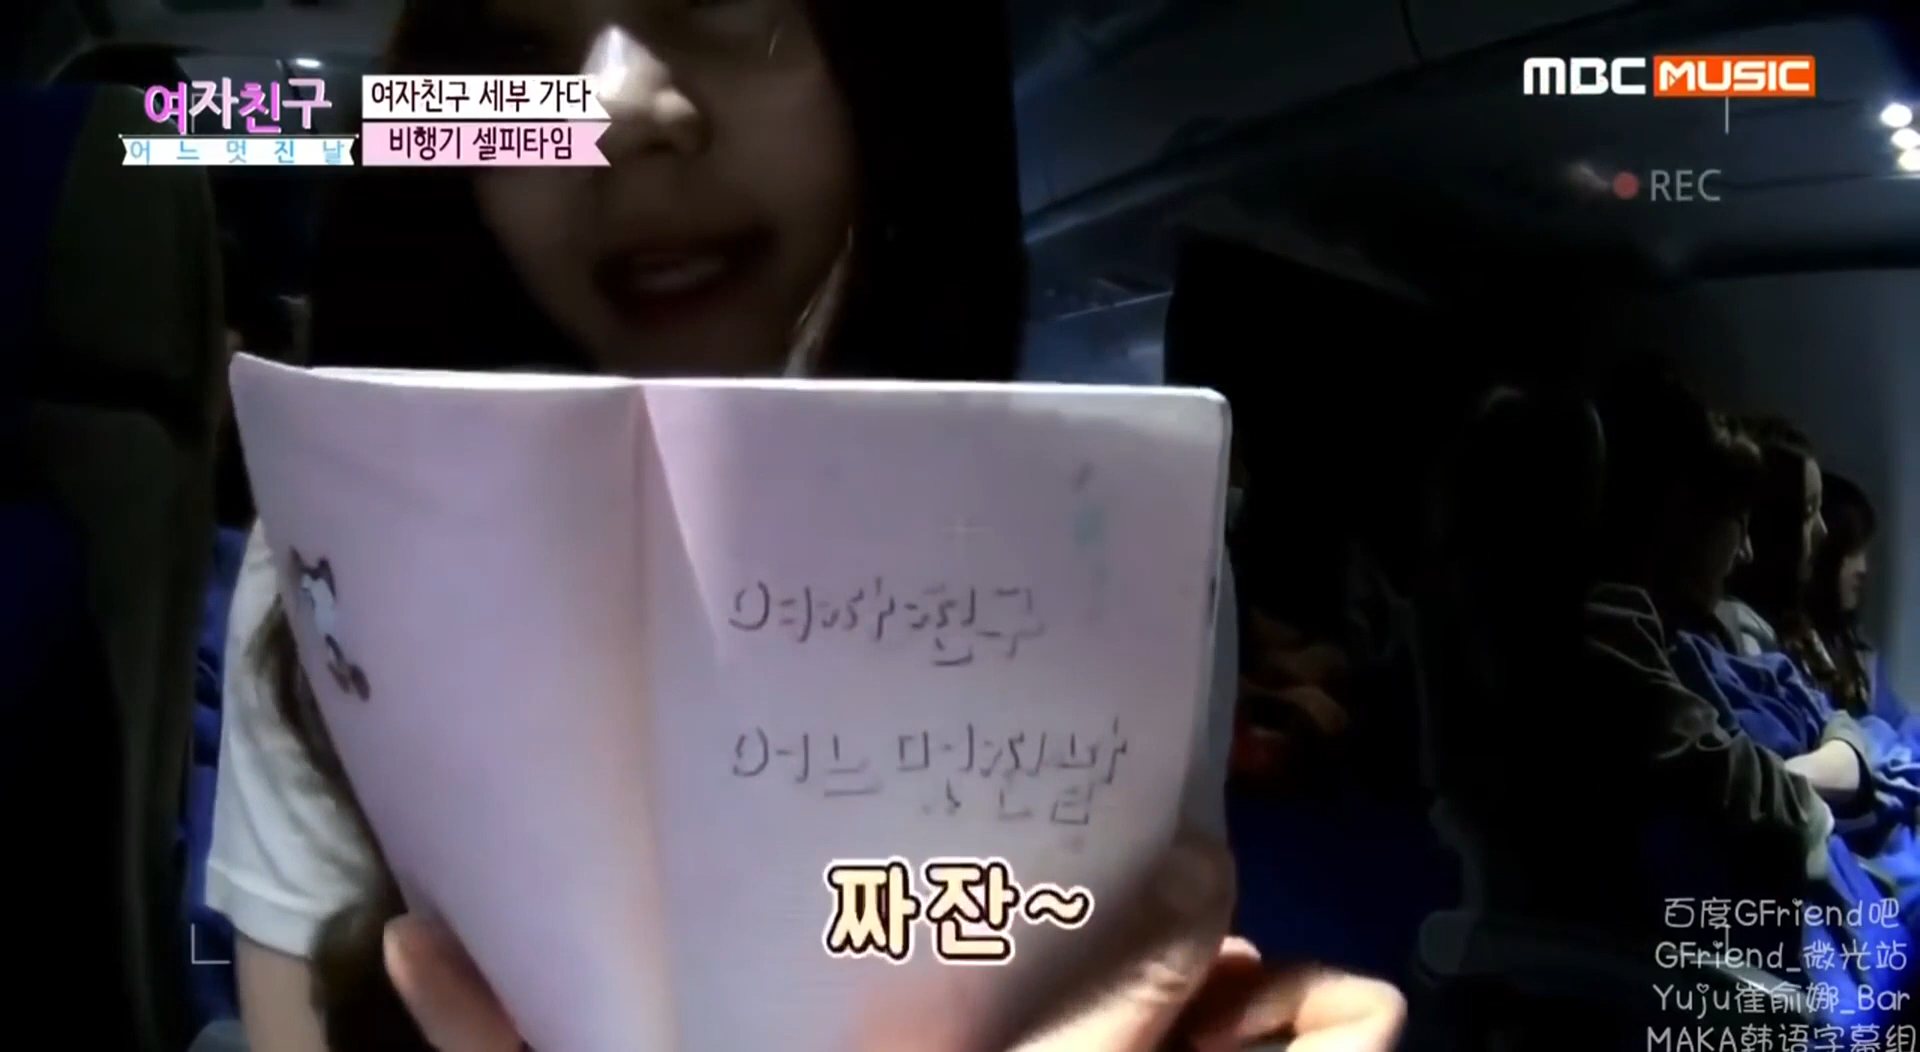 여자친구
어느 멋진 날
여자친구 세부 가다
비행기 셀피타임
MBC MUSIC
REC
여자친구
어느 멋진날
짜잔~
百度GFriend吧
GFriend_微光站
Yuju崔俞娜_Bar
MAKA韩语字幕组